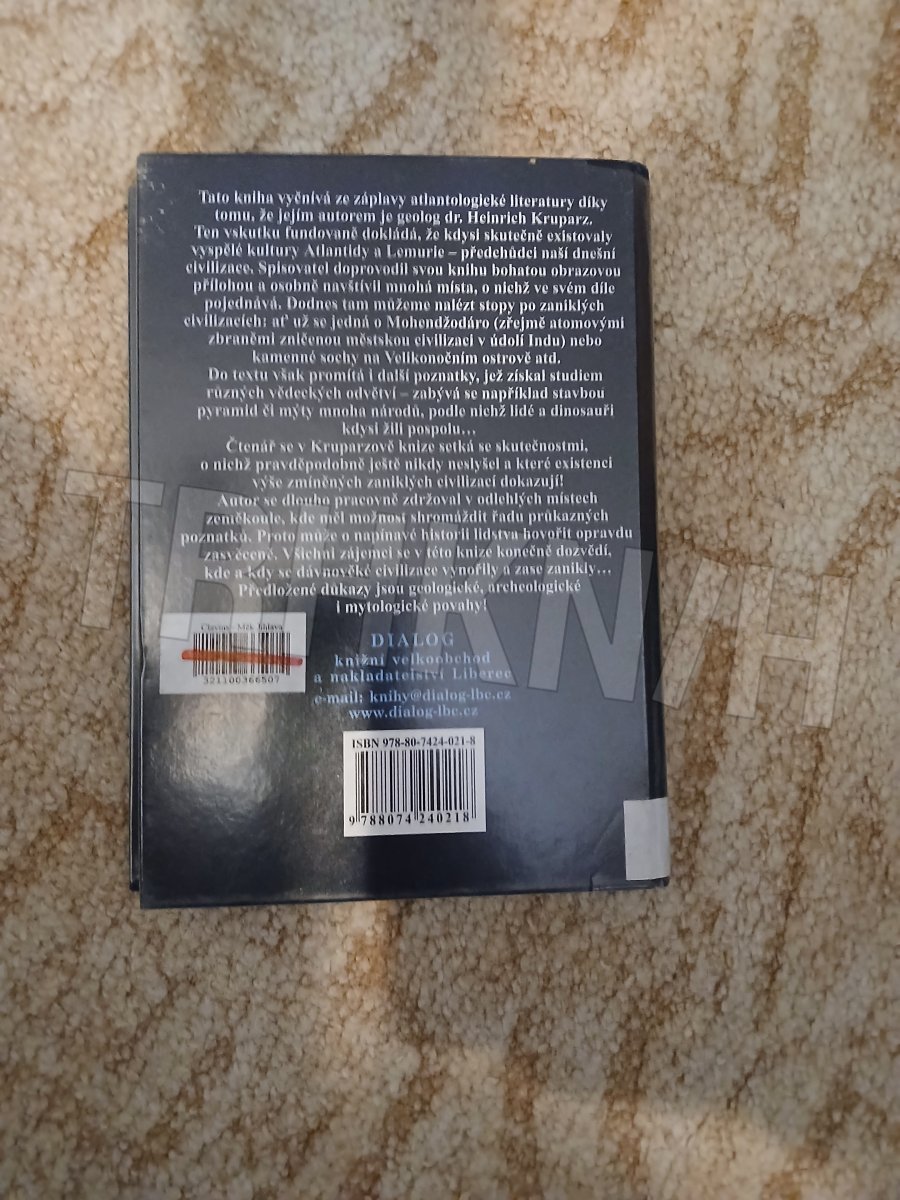 Tato kniha vyčnívá ze záplavy atlantologické literatury díky
tomu, že jejím autorem je geolog dr. Heinrich Kruparz.
Ten vskutku fundovaně dokládá, že kdysi skutečně existovaly
vyspělé kultury Atlantidy a Lemurie – předchůdci naší dnešní
civilizace. Spisovatel doprovodil svou knihu bohatou obrazovou
přílohou a osobně navštívil mnohá místa, o nichž ve svém díle
pojednává. Dodnes tam můžeme nalézt stopy po zaniklých
civilizacích: ať už se jedná o Mohendžodáro (zřejmě atomovými
zbraněmi zničenou městskou civilizaci v údolí Indu) nebo
kamenné sochy na Velikonočním ostrově atd.
Do textu však promítá i další poznatky, jež získal studiem
různých vědeckých odvětví – zabývá se například stavbou
pyramid či mýty mnoha národů, podle nichž lidé a dinosauři
kdysi žili pospolu…
Čtenář se v Kruparzově knize setká se skutečnostmi,
o nichž pravděpodobně ještě nikdy neslyšel a které existenci
výše zmíněných zaniklých civilizací dokazují!
Autor se dlouho pracovně zdržoval v odlehlých místech
zeměkoule, kde měl možnost shromáždit řadu průkazných
poznatků. Proto může o napínavé historii lidstva hovořit opravdu
zasvěceně. Všichni zájemci se v této knize konečně dozvědí,
kde a kdy se dávnověké civilizace vynořily a zase zanikly…
Předložené důkazy jsou geologické, archeologické
i mytologické povahy!
TRHKNIH
Clavius - MěK Jihlava
321100366507
DIALOG
knižní velkoobchod
a nakladatelství Liberec
e-mail: knihy@dialog-lbc.cz
www.dialog-lbc.cz
ISBN 978-80-7424-021-8
9 788074 240218